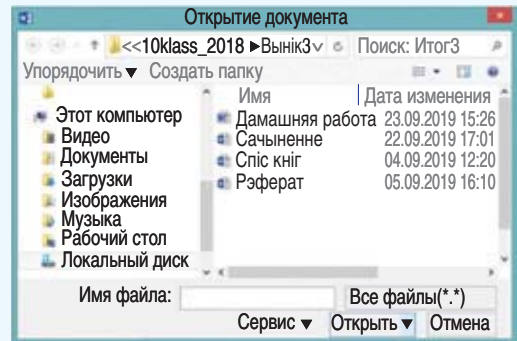 Открытие документа
<<10klass_2018 ►Вынік3 Поиск: Итог3
Упорядочить ▼ Создать папку
Имя Дата изменения
Этот компьютер
Видео
Документы
Загрузки
Изображения
Музыка
Рабочий стол
Локальный диск
Дамашняя работа 23.09.2019 15:26
Сачыненне 22.09.2019 17:01
Спіс кніг 04.09.2019 12:20
Рэферат 05.09.2019 16:10
Имя файла: Все файлы(*.*)
Сервис ▼ Открыть ▼ Отмена